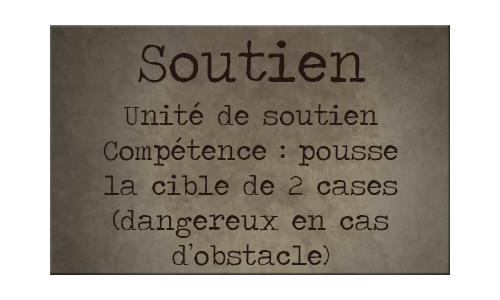 Soutien
Unité de soutien
Compétence : pousse
la cible de 2 cases
(dangereux en cas
d'obstacle)